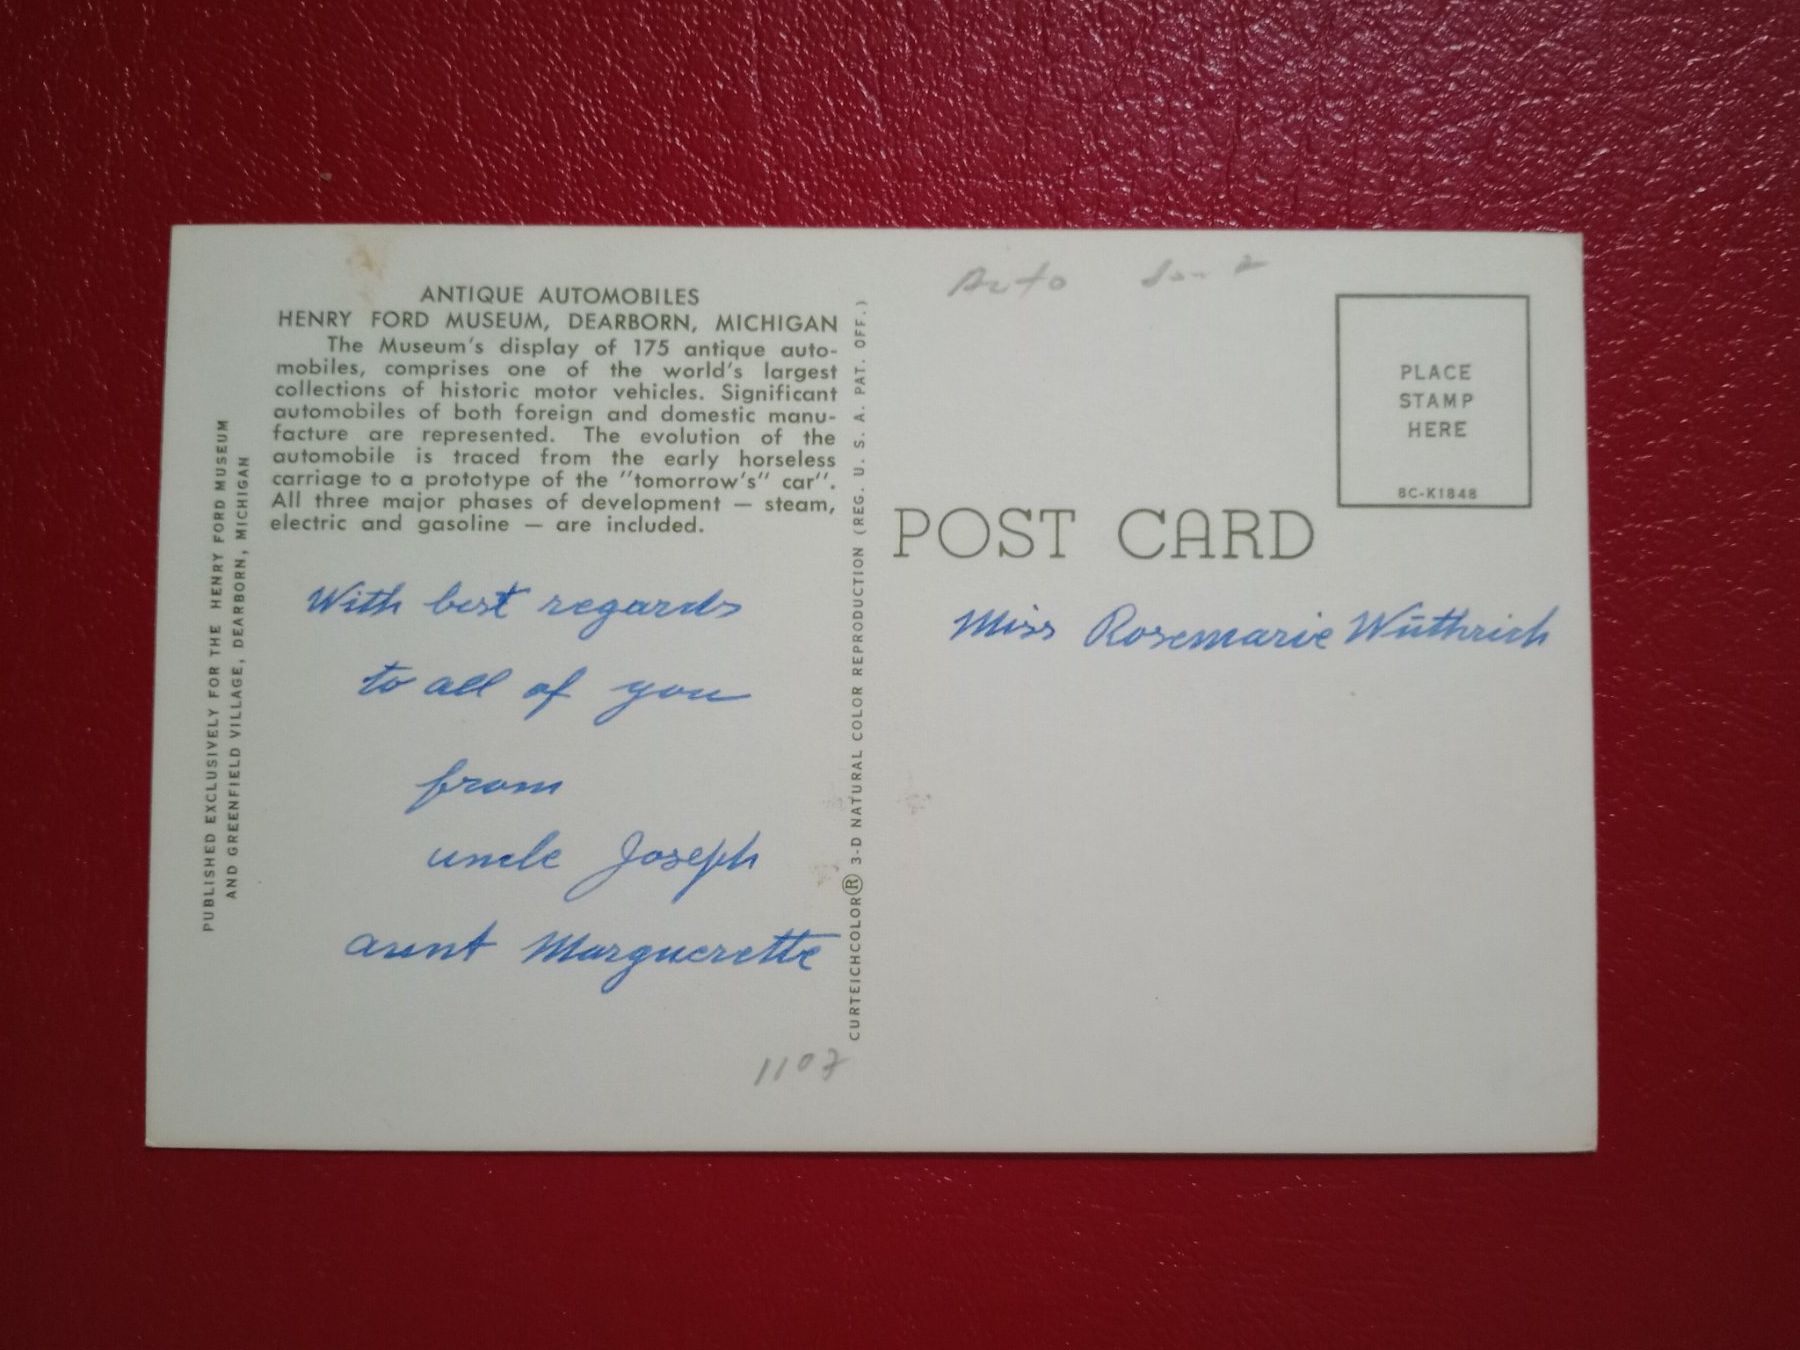 ANTIQUE AUTOMOBILES
HENRY FORD MUSEUM, DEARBORN, MICHIGAN
The Museum's display of 175 antique auto-
mobiles, comprises one of the world's largest
collections of historic motor vehicles. Significant
automobiles of both foreign and domestic manu-
facture are represented. The evolution of the
automobile is traced from the early horseless
carriage to a prototype of the "tomorrow's" car".
All three major phases of development — steam,
electric and gasoline — are included.
PUBLISHED EXCLUSIVELY FOR THE HENRY FORD MUSEUM
AND GREENFIELD VILLAGE, DEARBORN, MICHIGAN
With best regards
to all of you
from
uncle Joseph
aunt Marguerette
1107
CURTEICHCOLOR® 3-D NATURAL COLOR REPRODUCTION (REG. U. S. A. PAT. OFF.)
Auto
PLACE
STAMP
HERE
8C-K1848
POST CARD
Miss Rosemarie Wüthrich